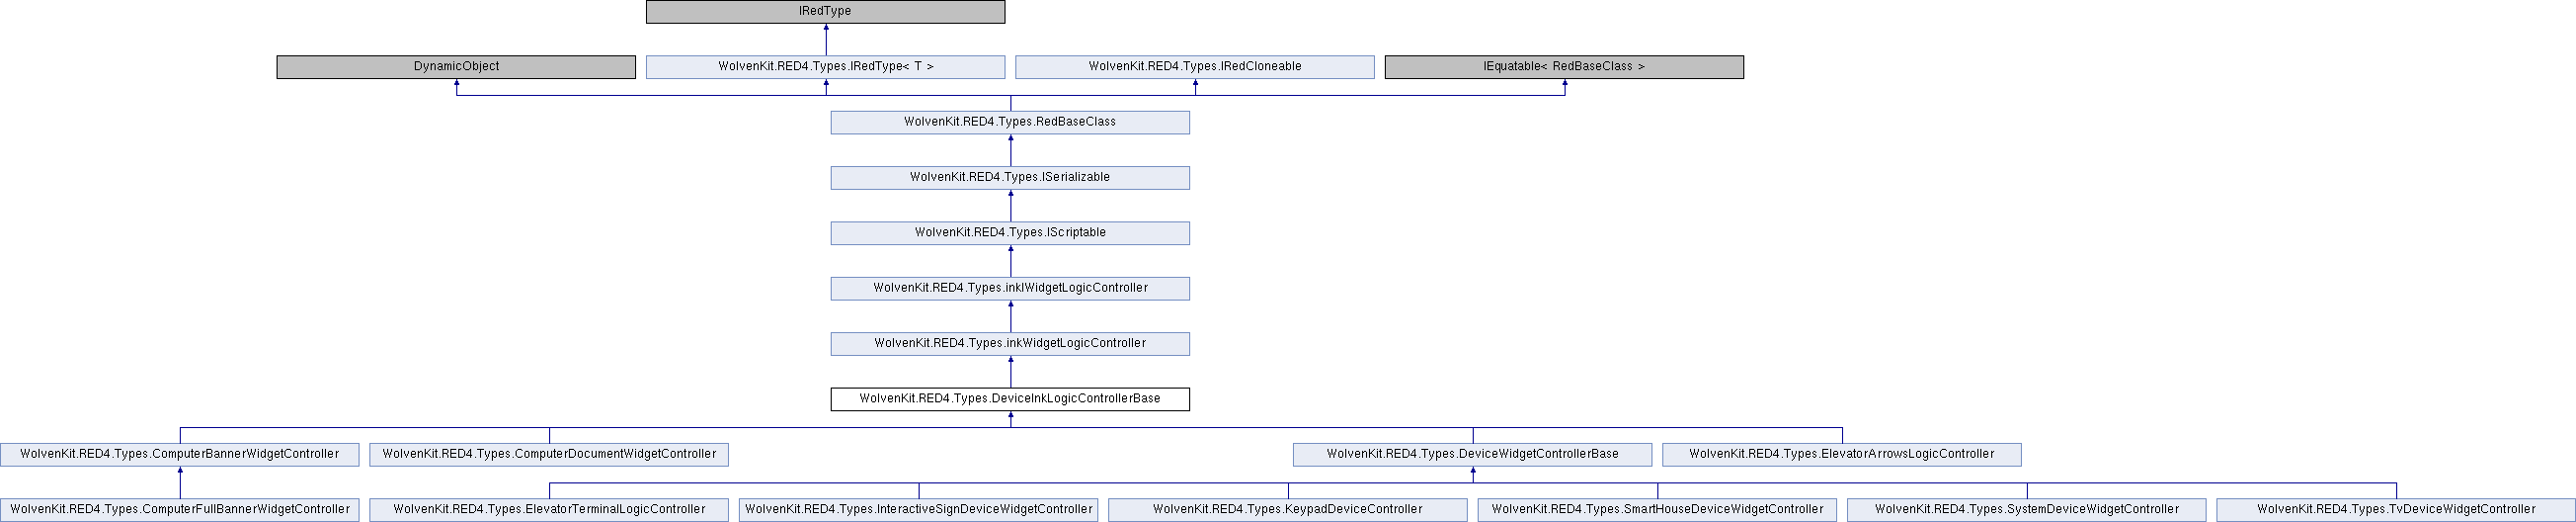 IRedType
DynamicObject
WolvenKit.RED4.Types.IRedType< T >
WolvenKit.RED4.Types.IRedCloneable
IEquatable< RedBaseClass >
WolvenKit.RED4.Types.RedBaseClass
WolvenKit.RED4.Types.ISerializable
WolvenKit.RED4.Types.IScriptable
WolvenKit.RED4.Types.inkIWidgetLogicController
WolvenKit.RED4.Types.inkWidgetLogicController
WolvenKit.RED4.Types.DeviceInkLogicControllerBase
WolvenKit.RED4.Types.ComputerBannerWidgetController
WolvenKit.RED4.Types.ComputerDocumentWidgetController
WolvenKit.RED4.Types.DeviceWidgetControllerBase
WolvenKit.RED4.Types.ElevatorArrowsLogicController
WolvenKit.RED4.Types.ComputerFullBannerWidgetController
WolvenKit.RED4.Types.ElevatorTerminalLogicController
WolvenKit.RED4.Types.InteractiveSignDeviceWidgetController
WolvenKit.RED4.Types.KeypadDeviceController
WolvenKit.RED4.Types.SmartHouseDeviceWidgetController
WolvenKit.RED4.Types.SystemDeviceWidgetController
WolvenKit.RED4.Types.TvDeviceWidgetController